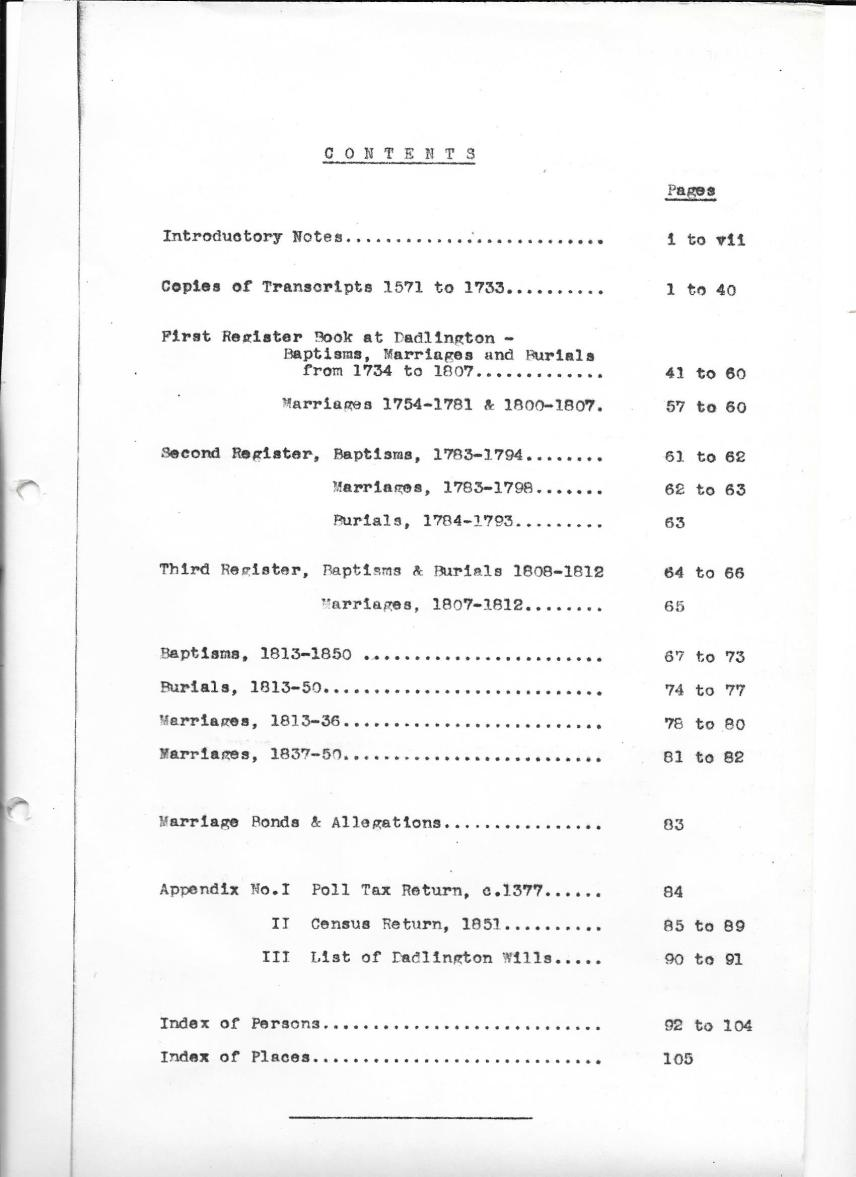 C O N T E N T S
Pages
Introductory Notes.......................... i to vii
Copies of Transcripts 1571 to 1733.......... 1 to 40
First Register Book at Dadlington -
Baptisms, Marriages and Burials
from 1734 to 1807............. 41 to 60
Marriages 1754-1781 & 1800-1807. 57 to 60
Second Register, Baptisms, 1783-1794........ 61 to 62
Marriages, 1783-1798....... 62 to 63
Burials, 1784-1793......... 63
Third Register, Baptisms & Burials 1808-1812 64 to 66
Marriages, 1807-1812........ 65
Baptisms, 1813-1850 ........................ 67 to 73
Burials, 1813-50............................ 74 to 77
Marriages, 1813-36.......................... 78 to 80
Marriages, 1837-50.......................... 81 to 82
Marriage Bonds & Allegations................ 83
Appendix No.I Poll Tax Return, c.1377...... 84
II Census Return, 1851.......... 85 to 89
III List of Dadlington Wills..... 90 to 91
Index of Persons............................ 92 to 104
Index of Places............................. 105